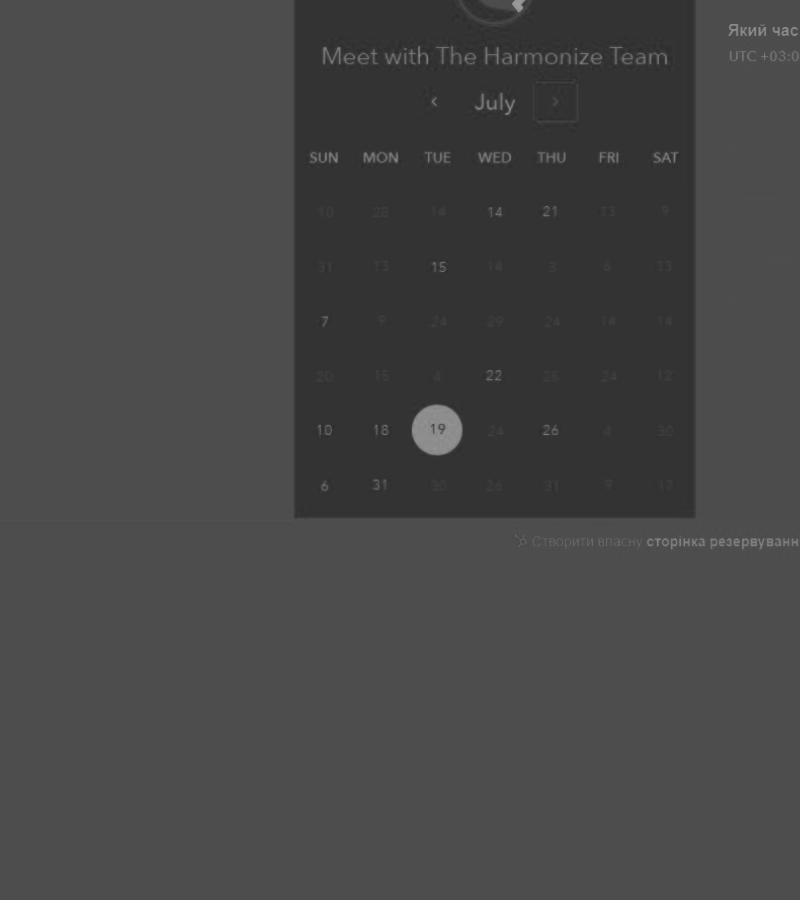 Який час
Meet with The Harmonize Team
UTC +03:0
‹ July ›
SUN MON TUE WED THU FRI SAT
10 28 14 14 21 13 9
31 13 15 14 3 6 13
7 9 24 29 24 14 14
20 15 4 22 25 24 12
10 18 19 24 26 4 30
6 31 30 26 31 9 12
Створити власну сторінка резервуванн